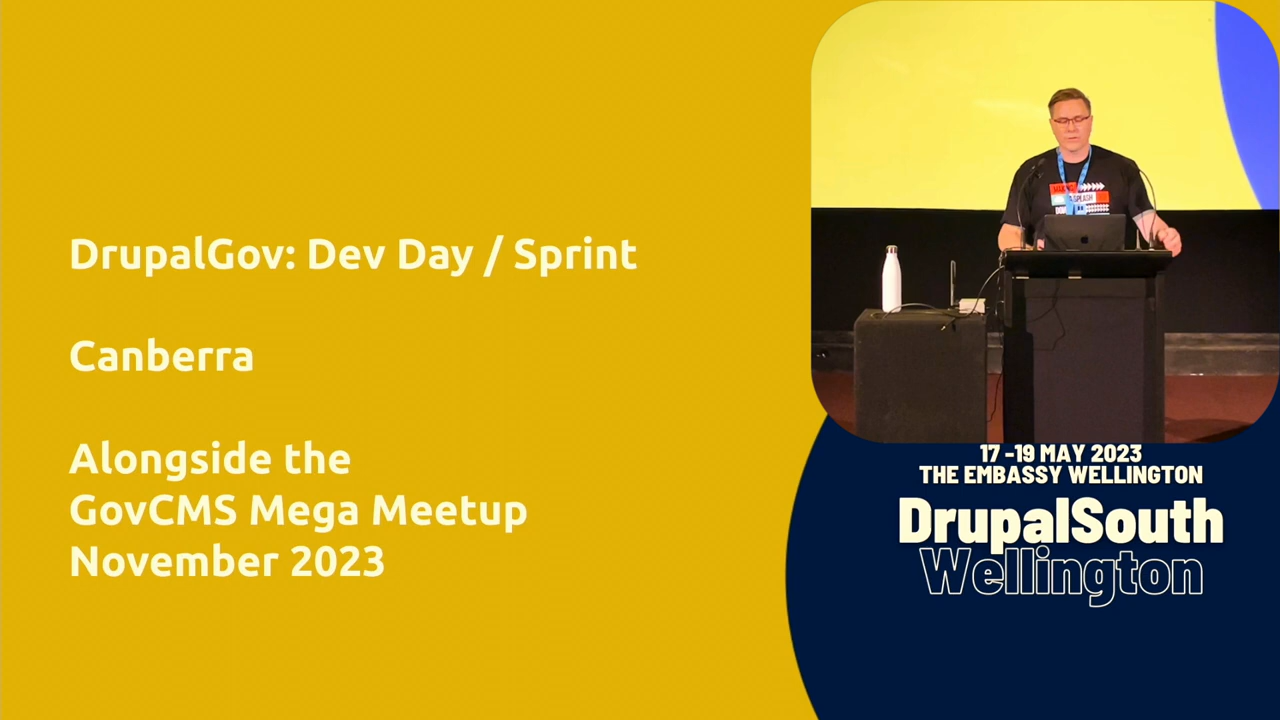 DrupalGov: Dev Day / Sprint
Canberra
Alongside the
GovCMS Mega Meetup
November 2023
17 -19 MAY 2023
THE EMBASSY WELLINGTON
DrupalSouth
Wellington